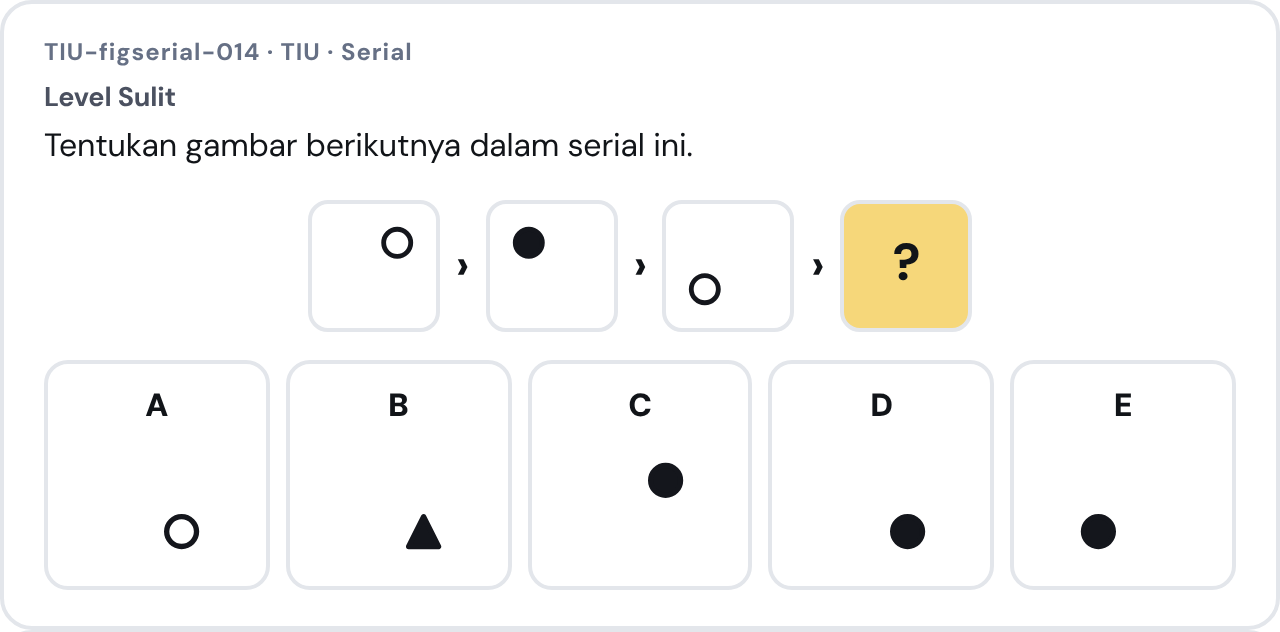 TIU-figserial-014 · TIU · Serial
Level Sulit
Tentukan gambar berikutnya dalam serial ini.
› › › ?
A B C D E